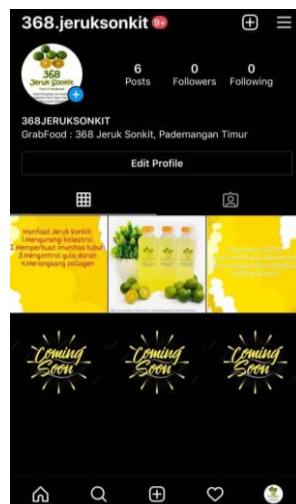 368.jeruksonkit 9+
368
Jeruk Sonkit
6
Posts
0
Followers
0
Following
368JERUKSONKIT
GrabFood : 368 Jeruk Sonkit, Pademangan Timur
Edit Profile
Manfaat Jeruk Sonkit:
1.Mengurangi kolestrol
2 Memperkuat imunitas tubuh
3 Mengontrol gula darah
4.Merangsang collagen
Coming
Soon
Coming
Soon
Coming
Soon